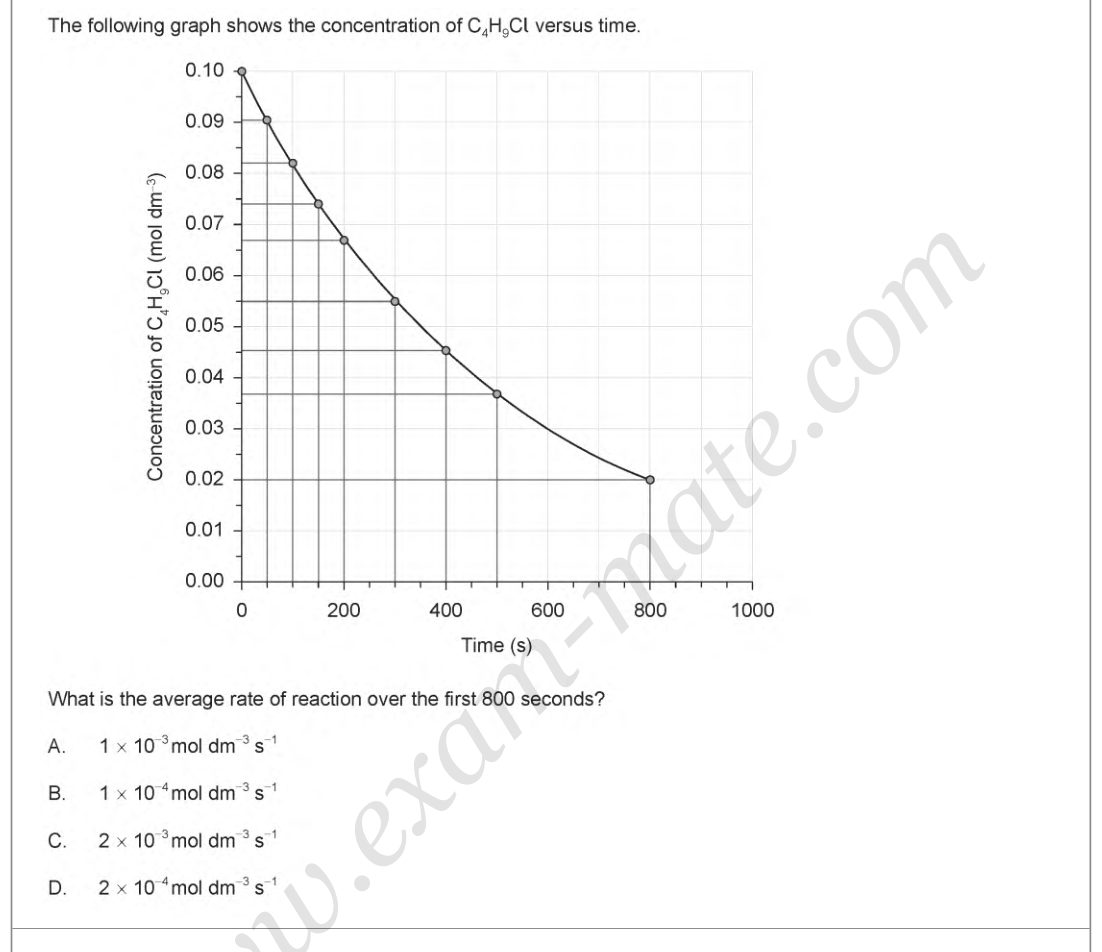 The following graph shows the concentration of C₄H₉Cl versus time.
0.10
0.09
0.08
0.07
0.06
0.05
0.04
0.03
0.02
0.01
0.00
Concentration of C₄H₉Cl (mol dm⁻³)
0 200 400 600 800 1000
Time (s)
What is the average rate of reaction over the first 800 seconds?
A. 1 × 10⁻³ mol dm⁻³ s⁻¹
B. 1 × 10⁻⁴ mol dm⁻³ s⁻¹
C. 2 × 10⁻³ mol dm⁻³ s⁻¹
D. 2 × 10⁻⁴ mol dm⁻³ s⁻¹
w.exam-mate.com